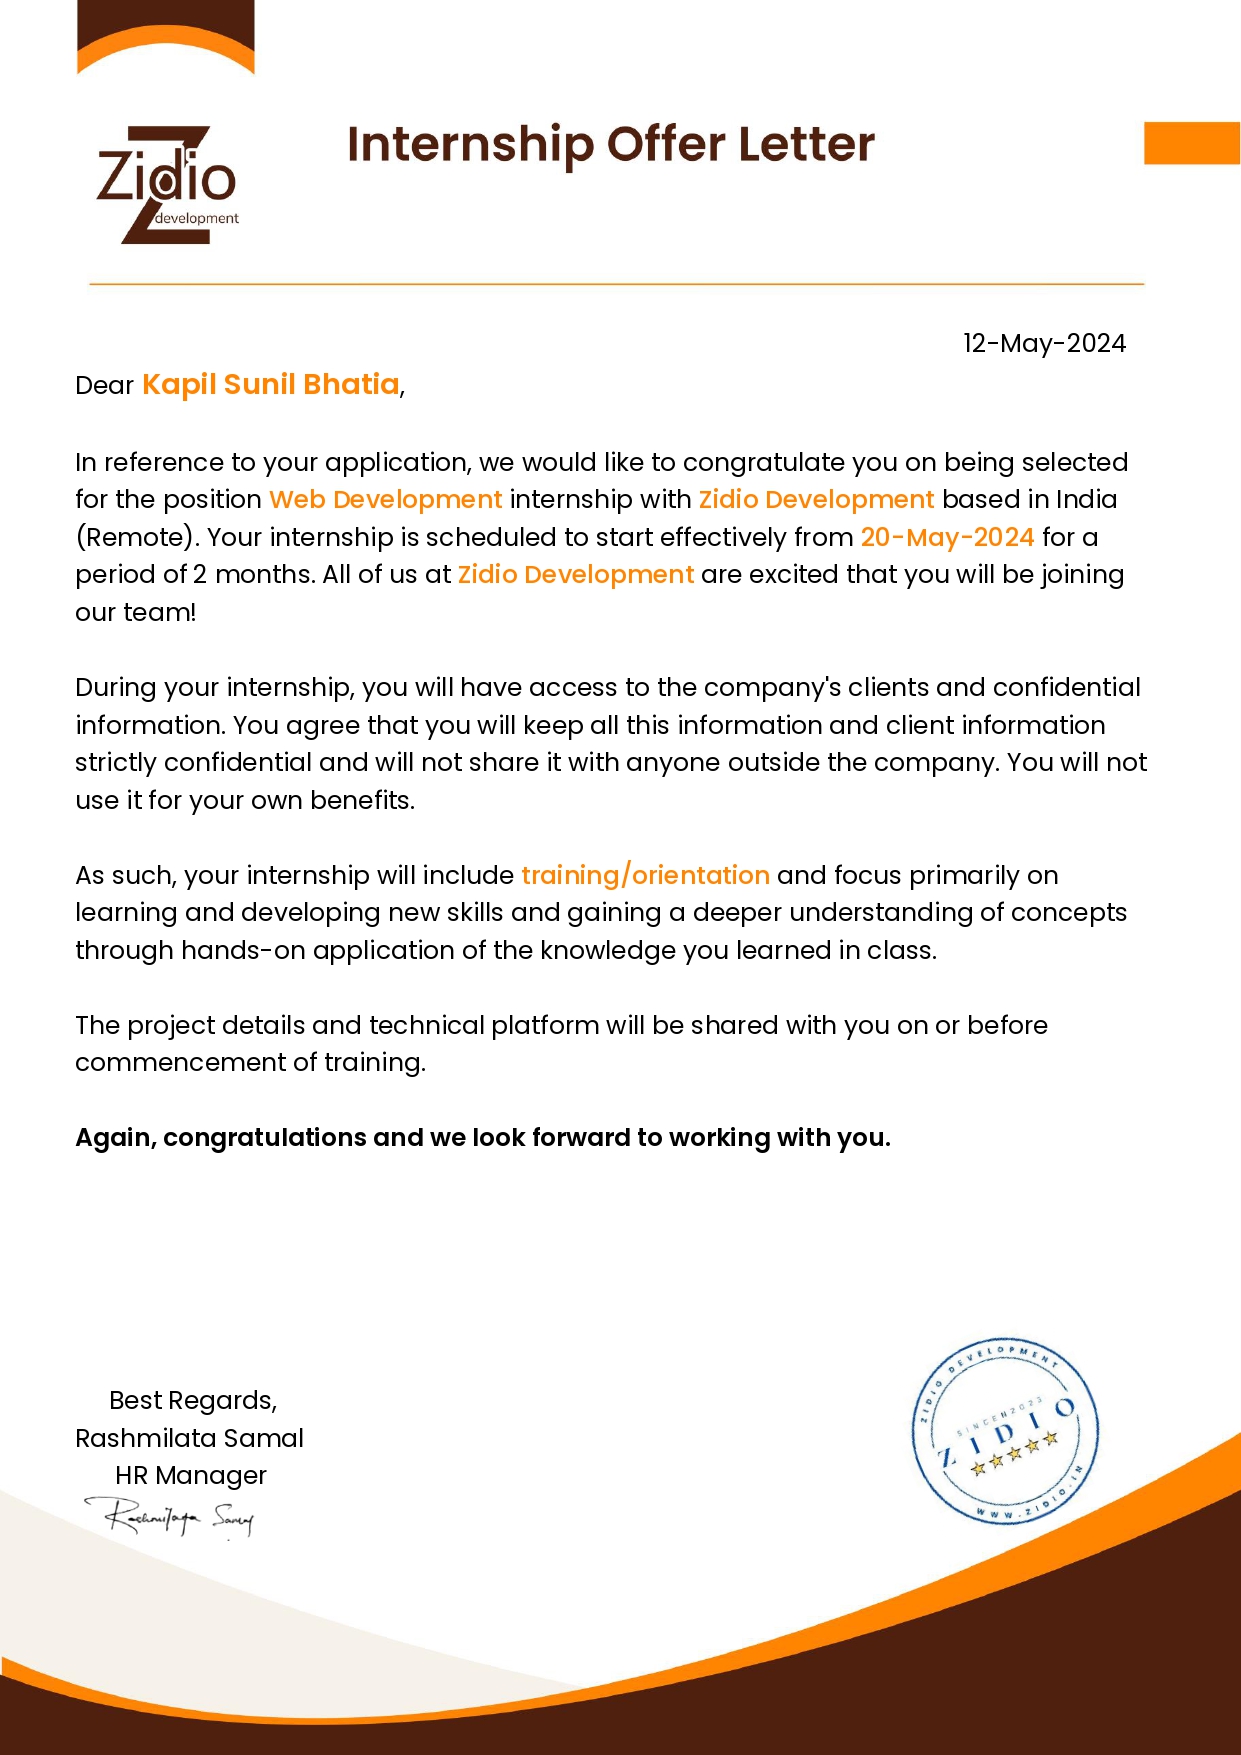 Internship Offer Letter
Zidio
development
12-May-2024
Dear Kapil Sunil Bhatia,
In reference to your application, we would like to congratulate you on being selected
for the position Web Development internship with Zidio Development based in India
(Remote). Your internship is scheduled to start effectively from 20-May-2024 for a
period of 2 months. All of us at Zidio Development are excited that you will be joining
our team!
During your internship, you will have access to the company's clients and confidential
information. You agree that you will keep all this information and client information
strictly confidential and will not share it with anyone outside the company. You will not
use it for your own benefits.
As such, your internship will include training/orientation and focus primarily on
learning and developing new skills and gaining a deeper understanding of concepts
through hands-on application of the knowledge you learned in class.
The project details and technical platform will be shared with you on or before
commencement of training.
Again, congratulations and we look forward to working with you.
Best Regards,
Rashmilata Samal
HR Manager
ZIDIO DEVELOPMENT
ZIDIO
WWW.ZIDIO.IN